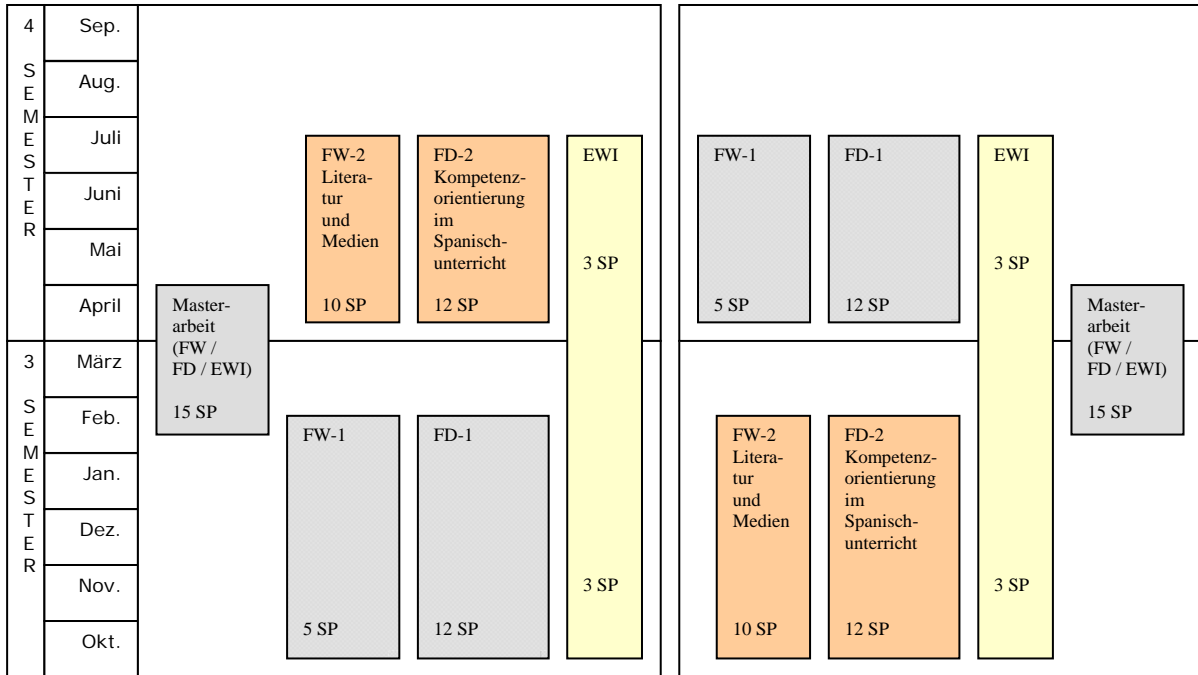 4
SEMESTER
Sep.
Aug.
Juli
Juni
Mai
April
3
SEMESTER
März
Feb.
Jan.
Dez.
Nov.
Okt.
Master-
arbeit
(FW /
FD / EWI)
15 SP
FW-2
Litera-
tur
und
Medien
10 SP
FD-2
Kompetenz-
orientierung
im
Spanisch-
unterricht
12 SP
EWI
3 SP
3 SP
FW-1
5 SP
FD-1
12 SP
FW-1
5 SP
FD-1
12 SP
EWI
3 SP
3 SP
Master-
arbeit
(FW /
FD / EWI)
15 SP
FW-2
Litera-
tur
und
Medien
10 SP
FD-2
Kompetenz-
orientierung
im
Spanisch-
unterricht
12 SP